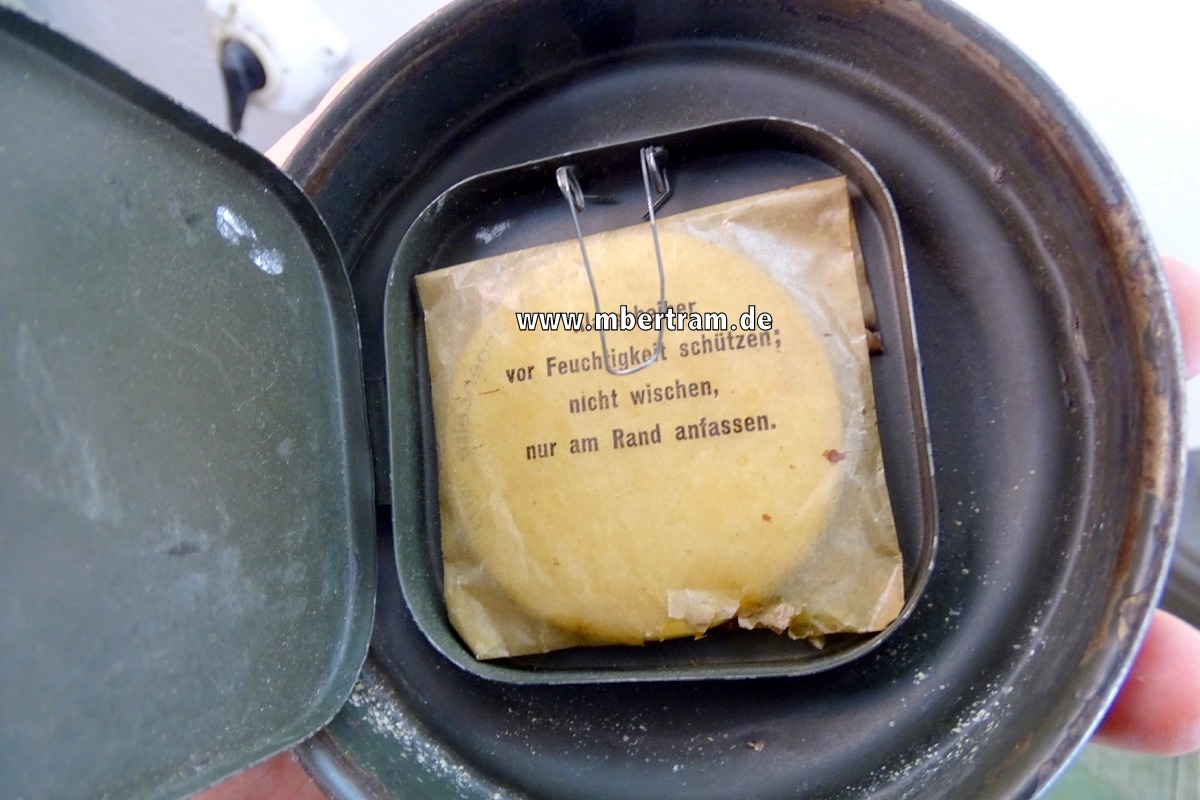 www.mbertram.de
vor Feuchtigkeit schützen;
nicht wischen,
nur am Rand anfassen.